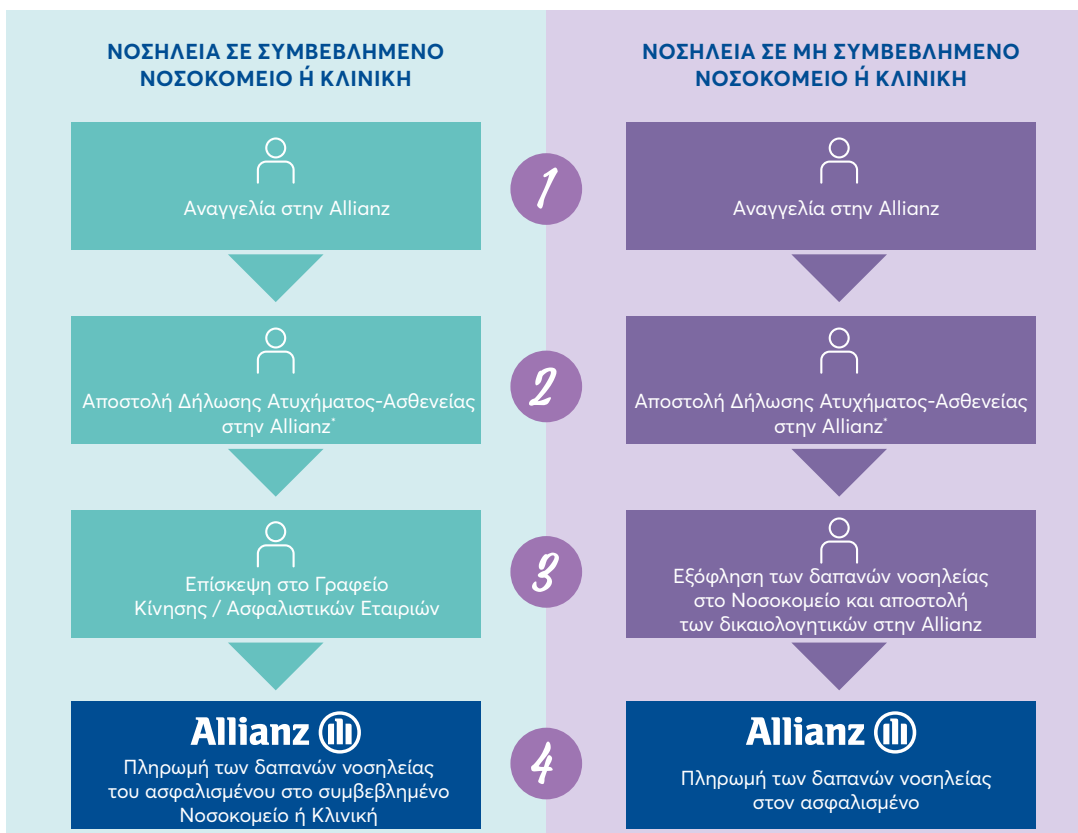 ΝΟΣΗΛΕΙΑ ΣΕ ΣΥΜΒΕΒΛΗΜΕΝΟ
ΝΟΣΟΚΟΜΕΙΟ Ή ΚΛΙΝΙΚΗ
ΝΟΣΗΛΕΙΑ ΣΕ ΜΗ ΣΥΜΒΕΒΛΗΜΕΝΟ
ΝΟΣΟΚΟΜΕΙΟ Ή ΚΛΙΝΙΚΗ
1
Αναγγελία στην Allianz
Αναγγελία στην Allianz
2
Αποστολή Δήλωσης Ατυχήματος-Ασθενείας
στην Allianz*
Αποστολή Δήλωσης Ατυχήματος-Ασθενείας
στην Allianz*
3
Επίσκεψη στο Γραφείο
Κίνησης / Ασφαλιστικών Εταιριών
Εξόφληση των δαπανών νοσηλείας
στο Νοσοκομείο και αποστολή
των δικαιολογητικών στην Allianz
4
Allianz
Πληρωμή των δαπανών νοσηλείας
του ασφαλισμένου στο συμβεβλημένο
Νοσοκομείο ή Κλινική
Allianz
Πληρωμή των δαπανών νοσηλείας
στον ασφαλισμένο